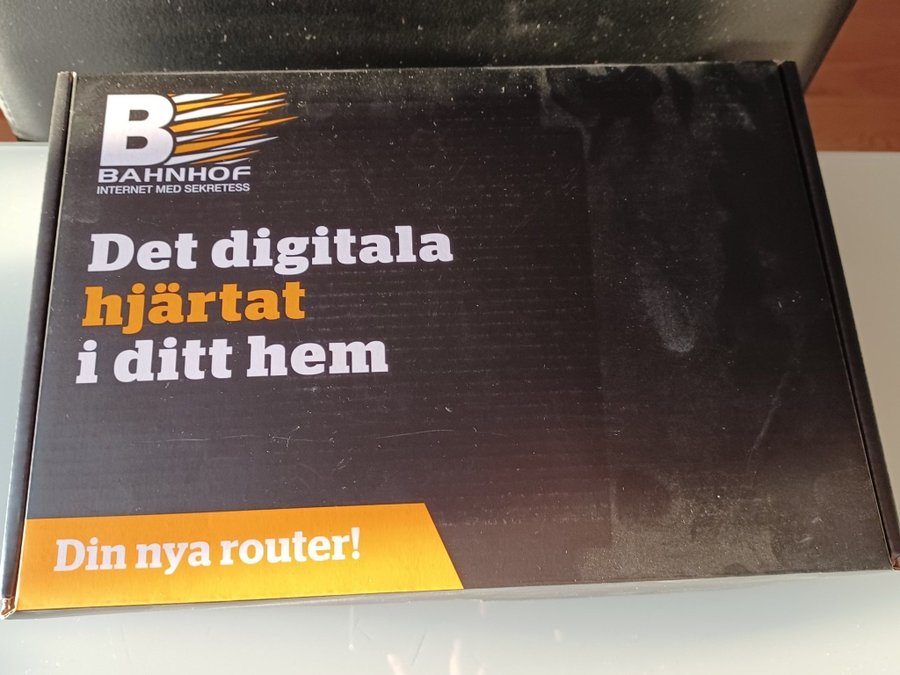 B
BAHNHOF
INTERNET MED SEKRETESS
Det digitala
hjärtat
i ditt hem
Din nya router!